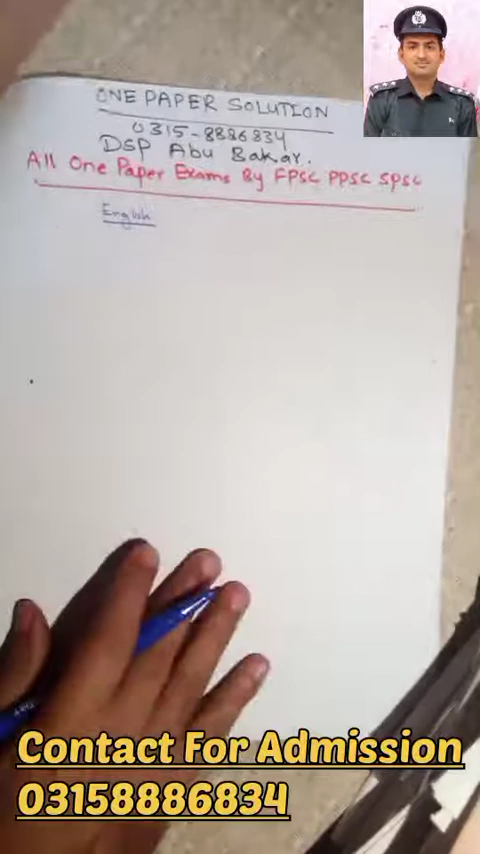 ONE PAPER SOLUTION
0315-8886834
DSP Abu Bakar.
All One Paper Exams By FPSC PPSC SPSC
English
Contact For Admission
03158886834